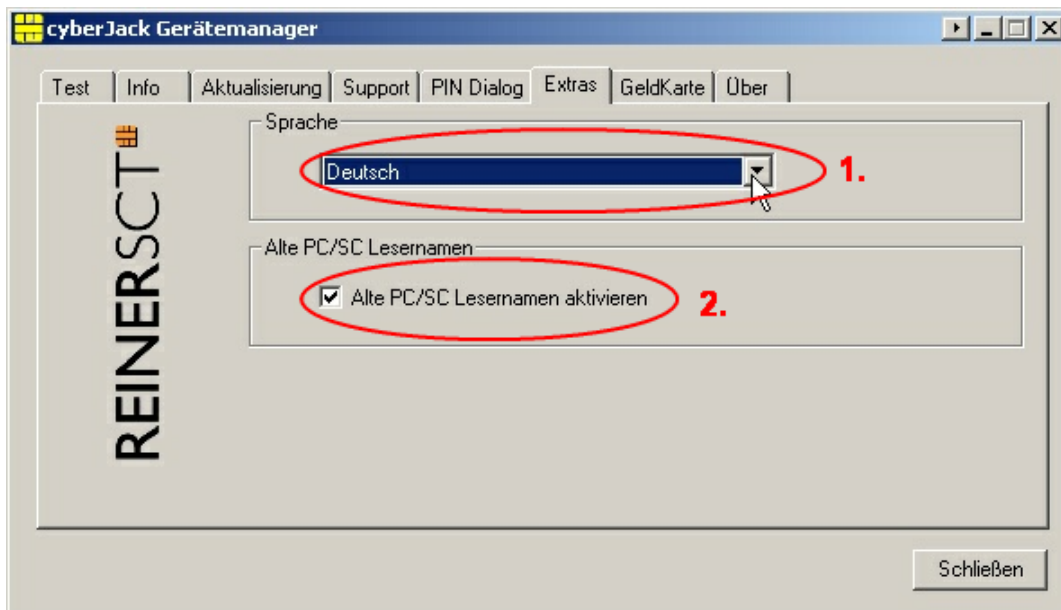 cyberJack Gerätemanager
Test Info Aktualisierung Support PIN Dialog Extras GeldKarte Über
REINERSCT
Sprache
Deutsch
1.
Alte PC/SC Lesernamen
Alte PC/SC Lesernamen aktivieren
2.
Schließen